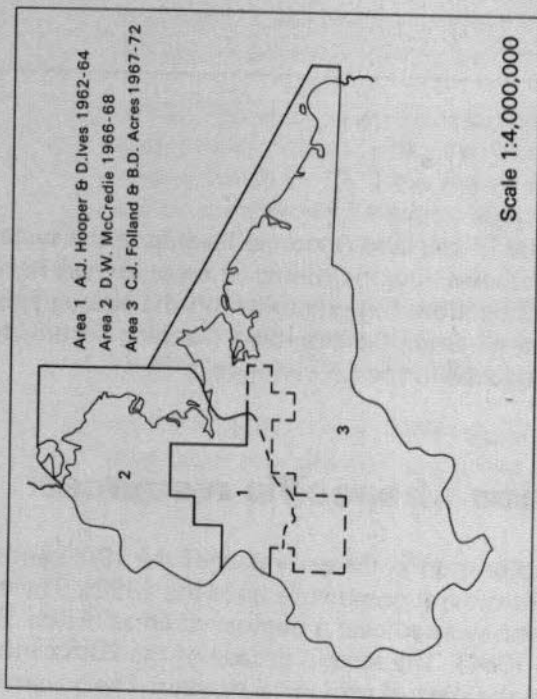 Area 1 A.J. Hooper & D.Ives 1962-64
Area 2 D.W. McCredie 1966-68
Area 3 C.J. Folland & B.D. Acres 1967-72
2
3
Scale 1:4,000,000